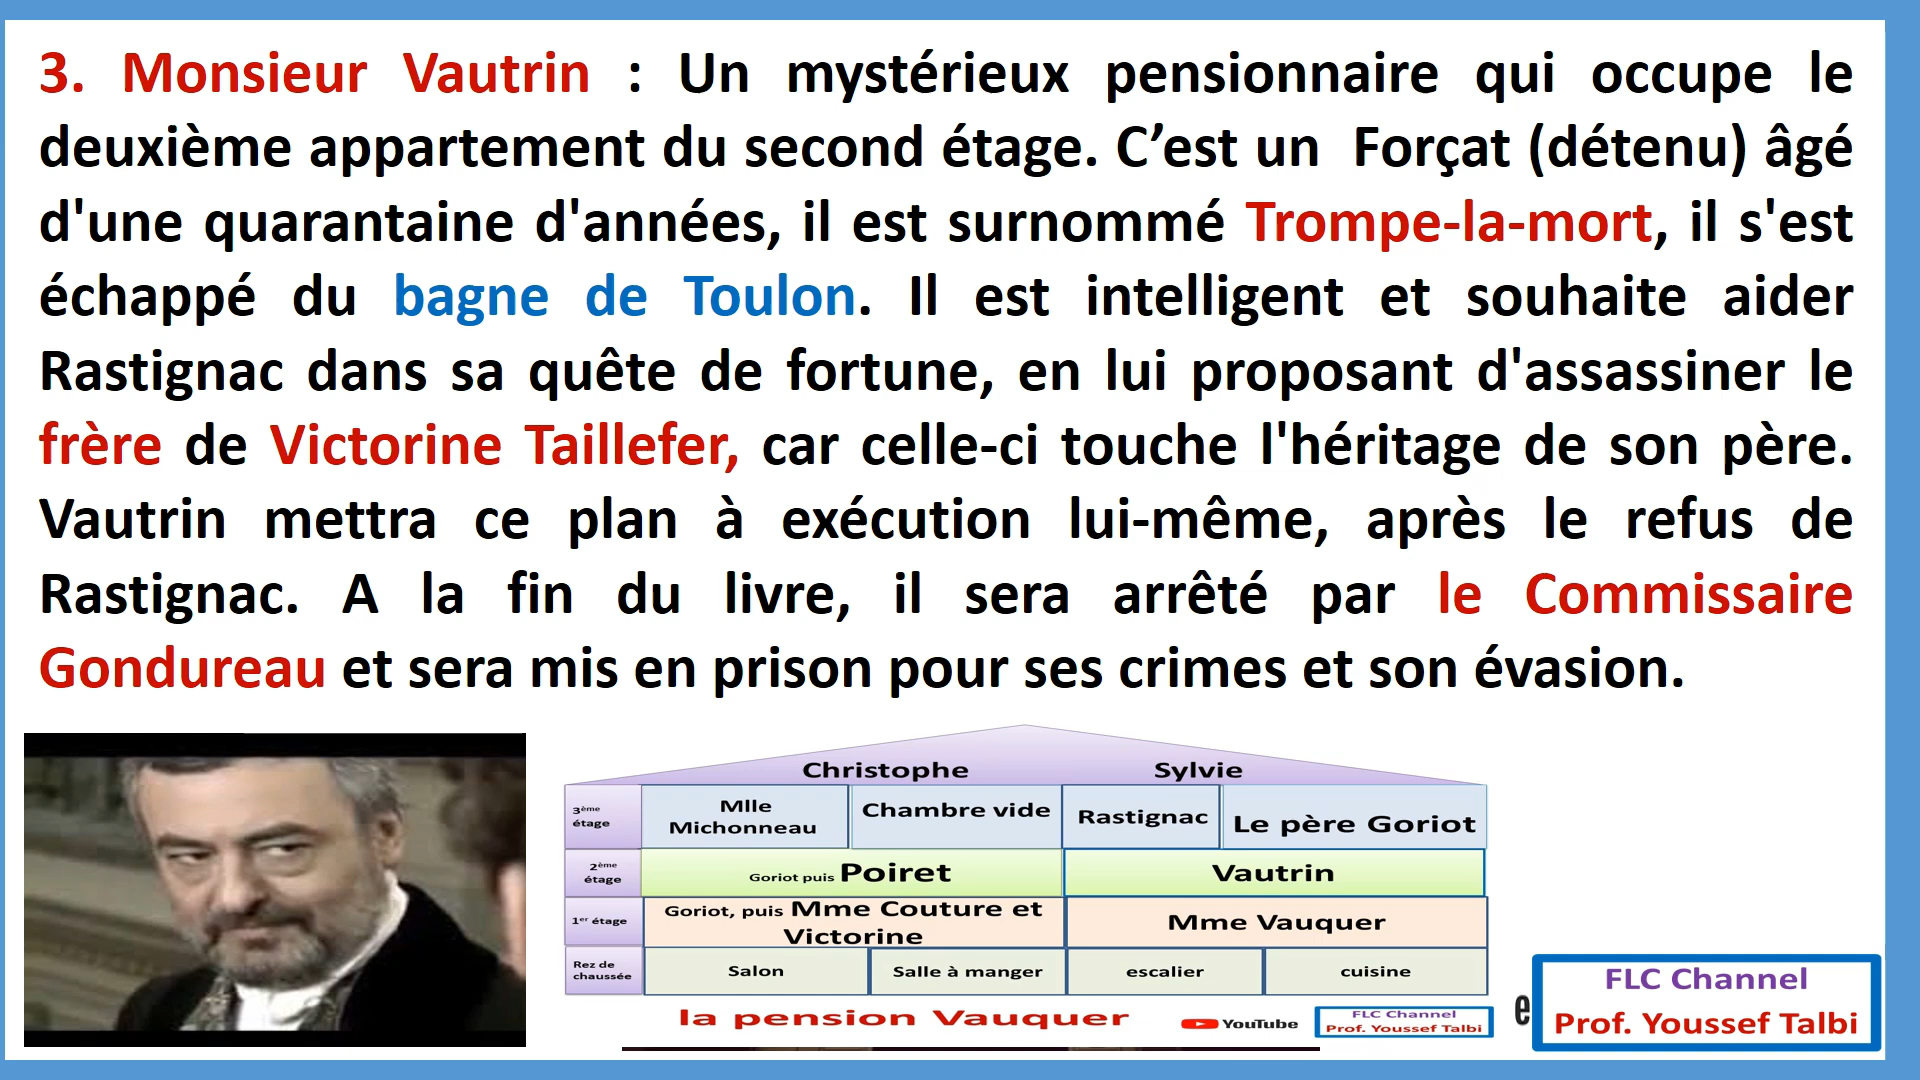 3. Monsieur Vautrin : Un mystérieux pensionnaire qui occupe le
deuxième appartement du second étage. C’est un Forçat (détenu) âgé
d'une quarantaine d'années, il est surnommé Trompe-la-mort, il s'est
échappé du bagne de Toulon. Il est intelligent et souhaite aider
Rastignac dans sa quête de fortune, en lui proposant d'assassiner le
frère de Victorine Taillefer, car celle-ci touche l'héritage de son père.
Vautrin mettra ce plan à exécution lui-même, après le refus de
Rastignac. A la fin du livre, il sera arrêté par le Commissaire
Gondureau et sera mis en prison pour ses crimes et son évasion.
Christophe Sylvie
3ème étage
Mlle Michonneau
Chambre vide
Rastignac
Le père Goriot
2ème étage
Goriot puis Poiret
Vautrin
1er étage
Goriot, puis Mme Couture et
Victorine
Mme Vauquer
Rez de chaussée
Salon
Salle à manger
escalier
cuisine
la pension Vauquer
YouTube
FLC Channel
Prof. Youssef Talbi
e
FLC Channel
Prof. Youssef Talbi